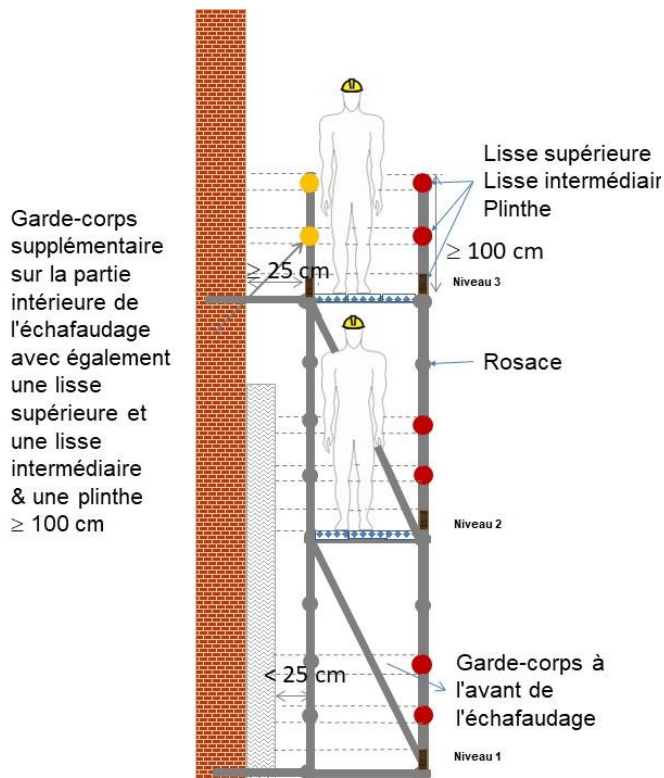 Lisse supérieure
Lisse intermédiair
Plinthe
Garde-corps
supplémentaire
sur la partie
intérieure de
l'échafaudage
avec également
une lisse
supérieure et
une lisse
intermédiaire
& une plinthe
≥ 100 cm
≥ 25 cm
≥ 100 cm
Niveau 3
Rosace
Niveau 2
< 25 cm
Garde-corps à
l'avant de
l'échafaudage
Niveau 1